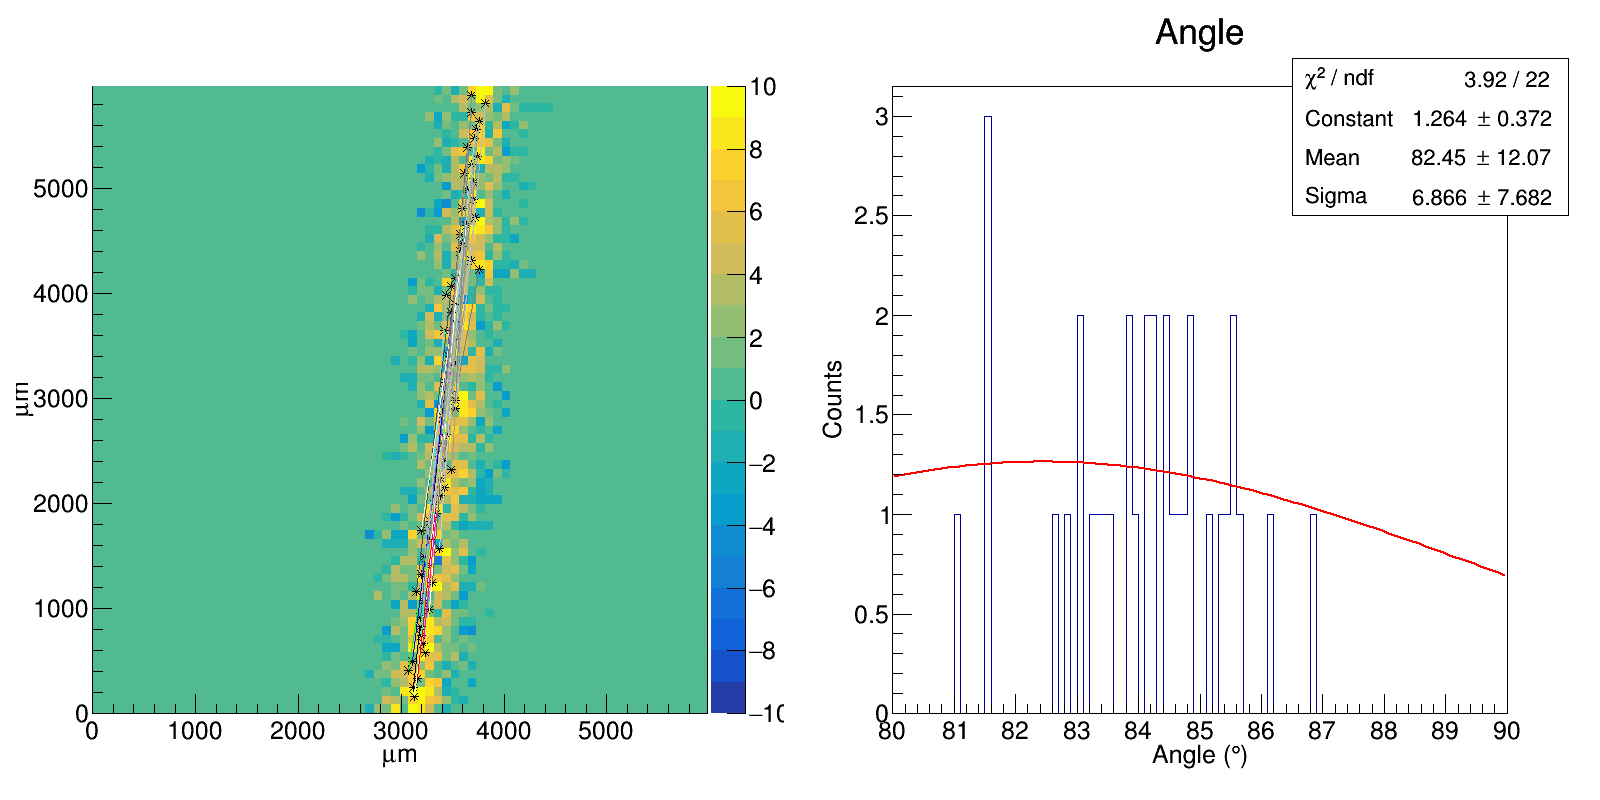 Angle
χ² / ndf 3.92 / 22
Constant 1.264 ± 0.372
Mean 82.45 ± 12.07
Sigma 6.866 ± 7.682
5000
4000
3000
2000
1000
0
μm
0 1000 2000 3000 4000 5000
μm
10
8
6
4
2
0
−2
−4
−6
−8
−10
3
2.5
2
1.5
1
0.5
0
Counts
80 81 82 83 84 85 86 87 88 89 90
Angle (°)